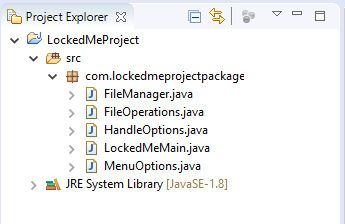 Project Explorer
LockedMeProject
src
com.lockedmeprojectpackage
FileManager.java
FileOperations.java
HandleOptions.java
LockedMeMain.java
MenuOptions.java
JRE System Library [JavaSE-1.8]